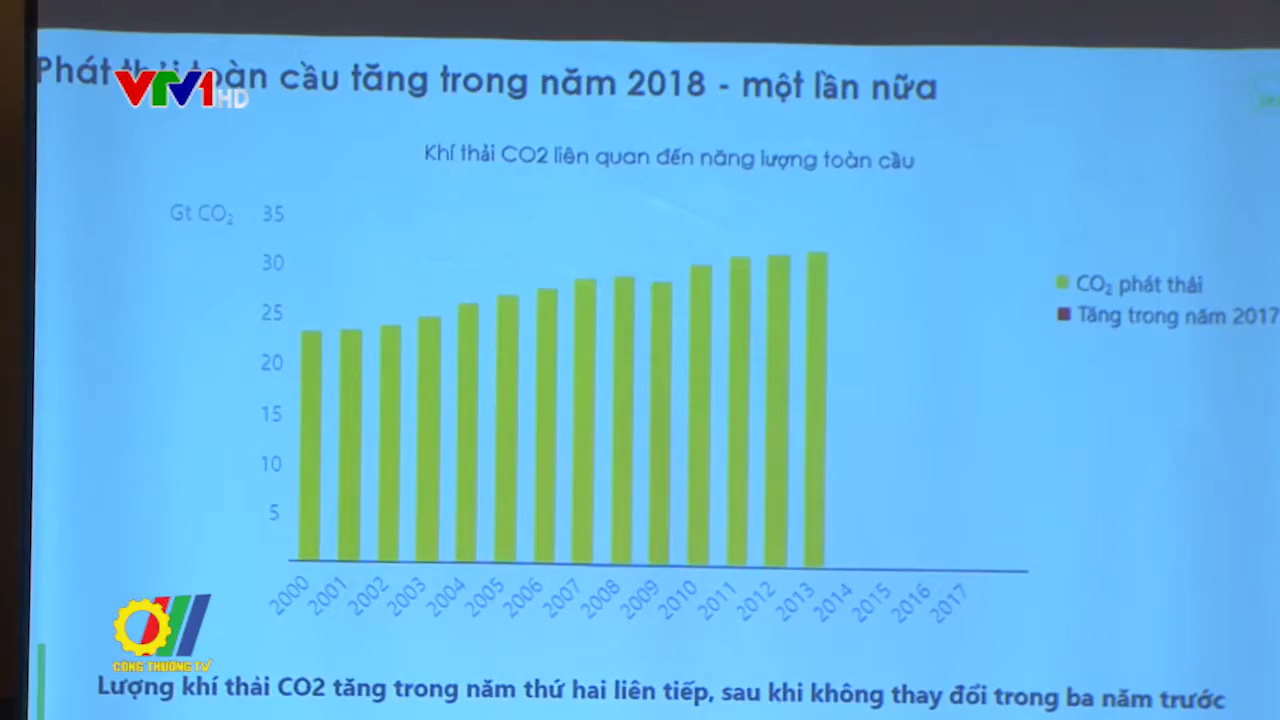 Phát thải toàn cầu tăng trong năm 2018 - một lần nữa
VTV1
HD
Khí thải CO2 liên quan đến năng lượng toàn cầu
Gt CO₂
35
30
25
20
15
10
5
CO₂ phát thải
Tăng trong năm 2017
2000 2001 2002 2003 2004 2005 2006 2007 2008 2009 2010 2011 2012 2013 2014 2015 2016 2017
CÔNG THƯƠNG TV
Lượng khí thải CO2 tăng trong năm thứ hai liên tiếp, sau khi không thay đổi trong ba năm trước